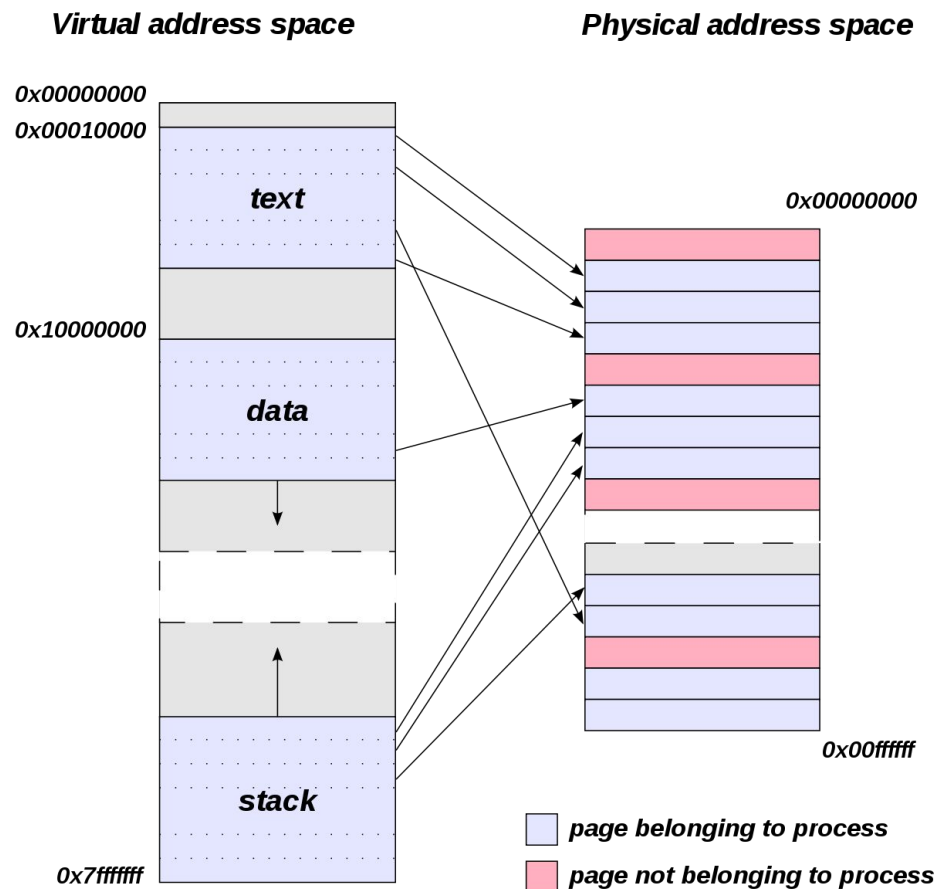 Virtual address space
Physical address space
0x00000000
0x00010000
text
0x00000000
0x10000000
data
stack
0x00ffffff
page belonging to process
0x7fffffff
page not belonging to process